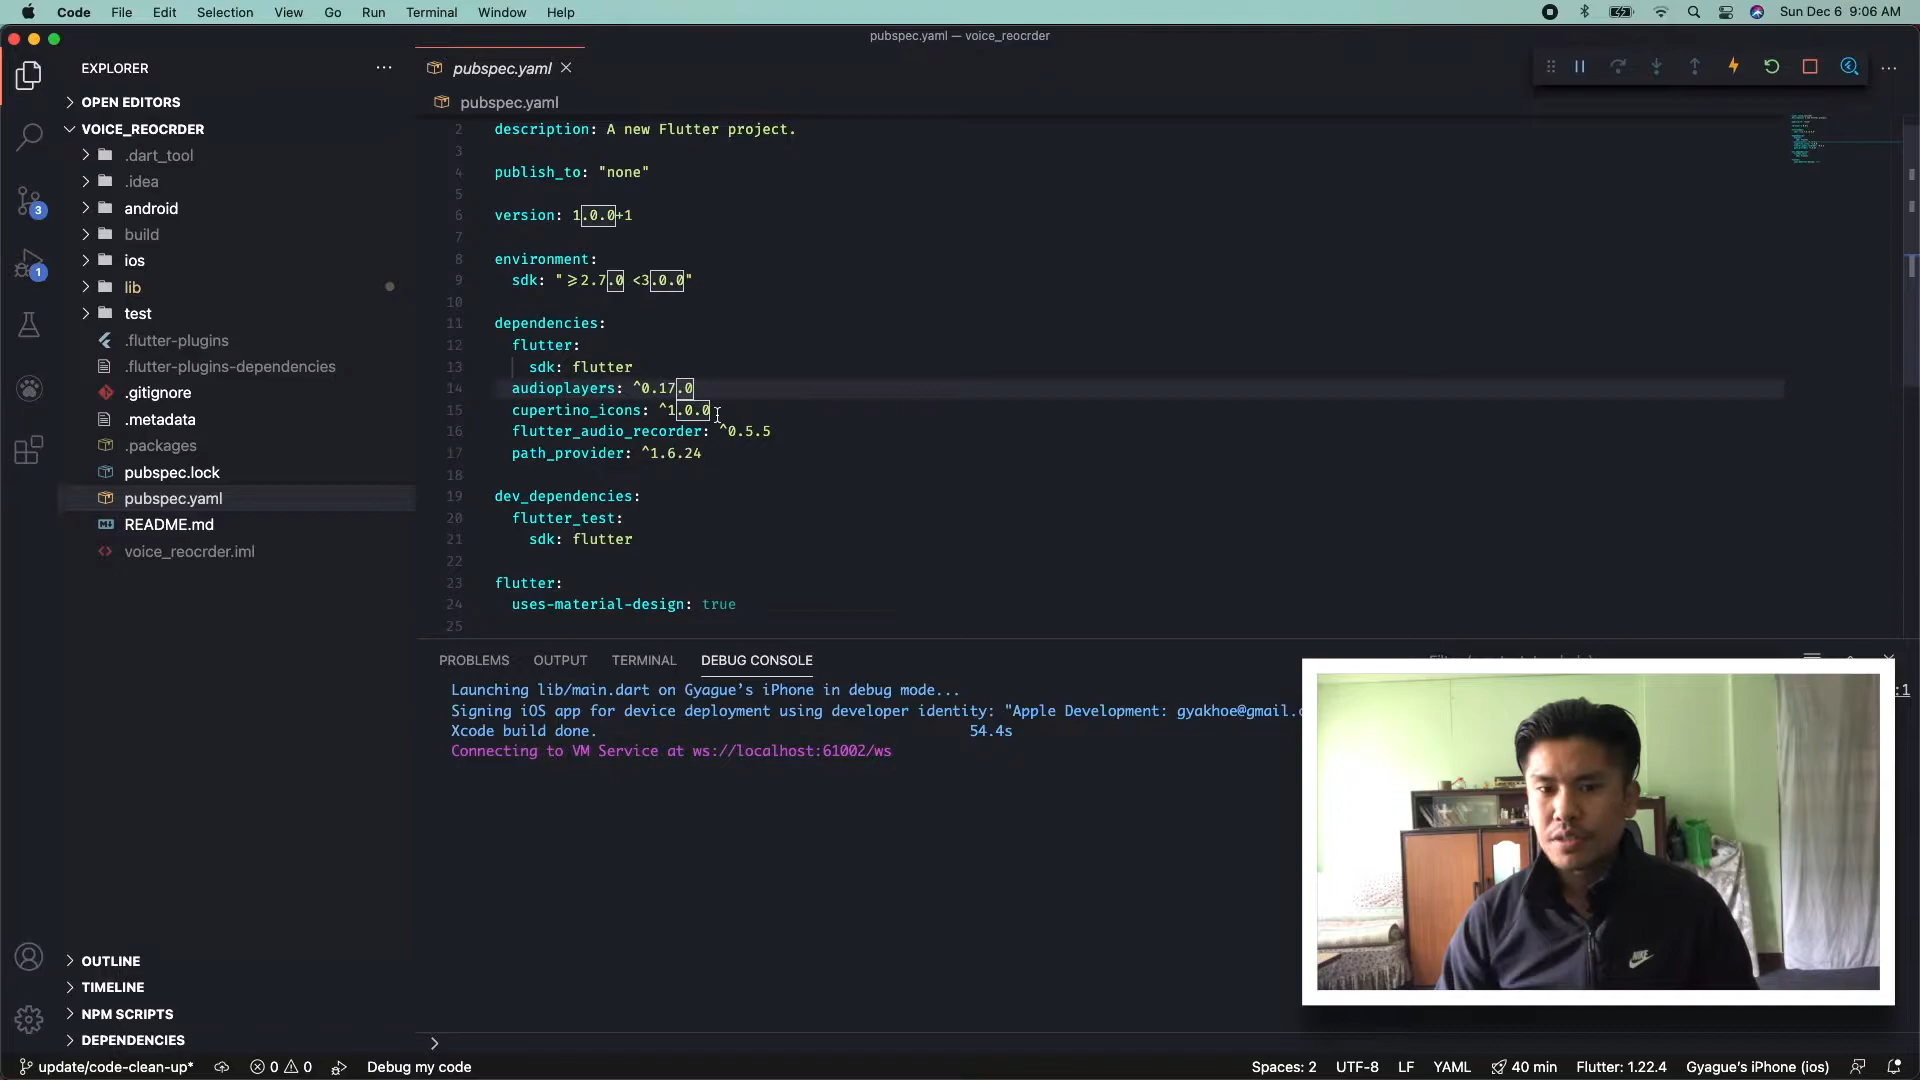 Code File Edit Selection View Go Run Terminal Window Help
Sun Dec 6 9:06 AM
pubspec.yaml — voice_reocrder
EXPLORER
OPEN EDITORS
VOICE_REOCRDER
.dart_tool
.idea
android
build
ios
lib
test
.flutter-plugins
.flutter-plugins-dependencies
.gitignore
.metadata
.packages
pubspec.lock
pubspec.yaml
README.md
voice_reocrder.iml
OUTLINE
TIMELINE
NPM SCRIPTS
DEPENDENCIES
3
1
pubspec.yaml
pubspec.yaml
2 description: A new Flutter project.
3
4 publish_to: "none"
5
6 version: 1.0.0+1
7
8 environment:
9 sdk: ">=2.7.0 <3.0.0"
10
11 dependencies:
12 flutter:
13 sdk: flutter
14 audioplayers: ^0.17.0
15 cupertino_icons: ^1.0.0
16 flutter_audio_recorder: ^0.5.5
17 path_provider: ^1.6.24
18
19 dev_dependencies:
20 flutter_test:
21 sdk: flutter
22
23 flutter:
24 uses-material-design: true
25
PROBLEMS OUTPUT TERMINAL DEBUG CONSOLE
Launching lib/main.dart on Gyague’s iPhone in debug mode...
Signing iOS app for device deployment using developer identity: "Apple Development: gyakhoe@gmail.c
Xcode build done. 54.4s
Connecting to VM Service at ws://localhost:61002/ws
:1
NIKE
update/code-clean-up* 0 0 Debug my code
Spaces: 2 UTF-8 LF YAML 40 min Flutter: 1.22.4 Gyague's iPhone (ios)